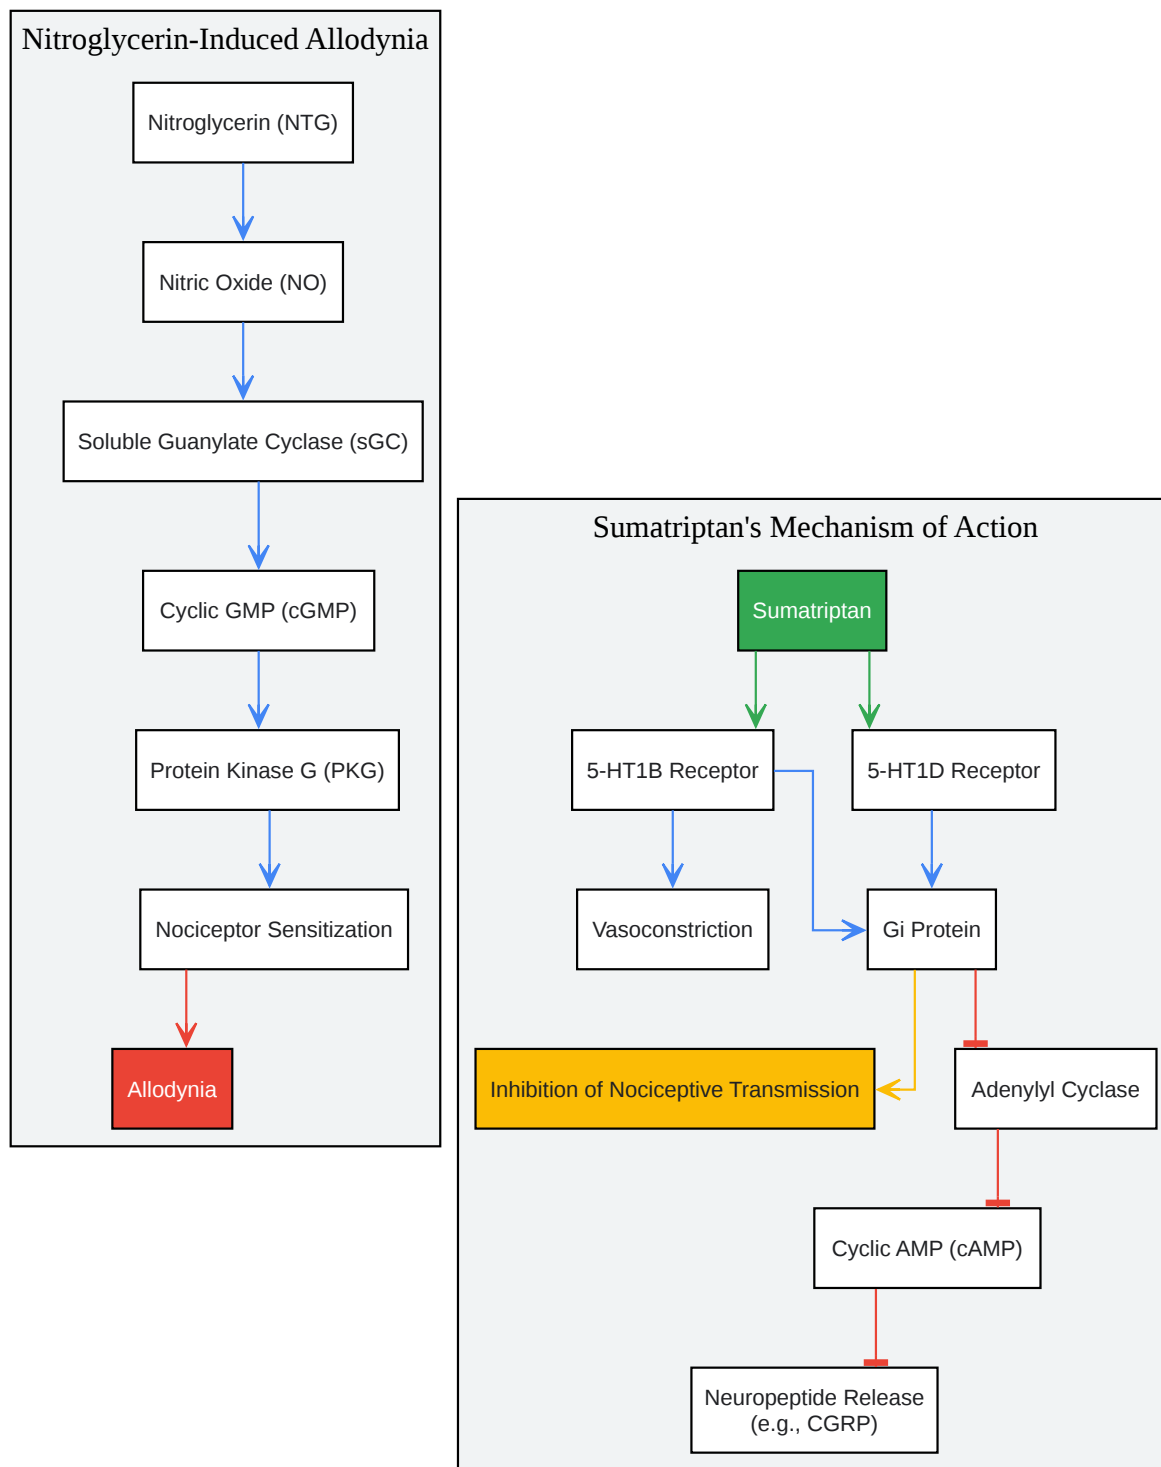 Nitroglycerin-Induced Allodynia
Nitroglycerin (NTG)
Nitric Oxide (NO)
Soluble Guanylate Cyclase (sGC)
Cyclic GMP (cGMP)
Protein Kinase G (PKG)
Nociceptor Sensitization
Allodynia
Sumatriptan's Mechanism of Action
Sumatriptan
5-HT1B Receptor
5-HT1D Receptor
Vasoconstriction
Gi Protein
Inhibition of Nociceptive Transmission
Adenylyl Cyclase
Cyclic AMP (cAMP)
Neuropeptide Release
(e.g., CGRP)